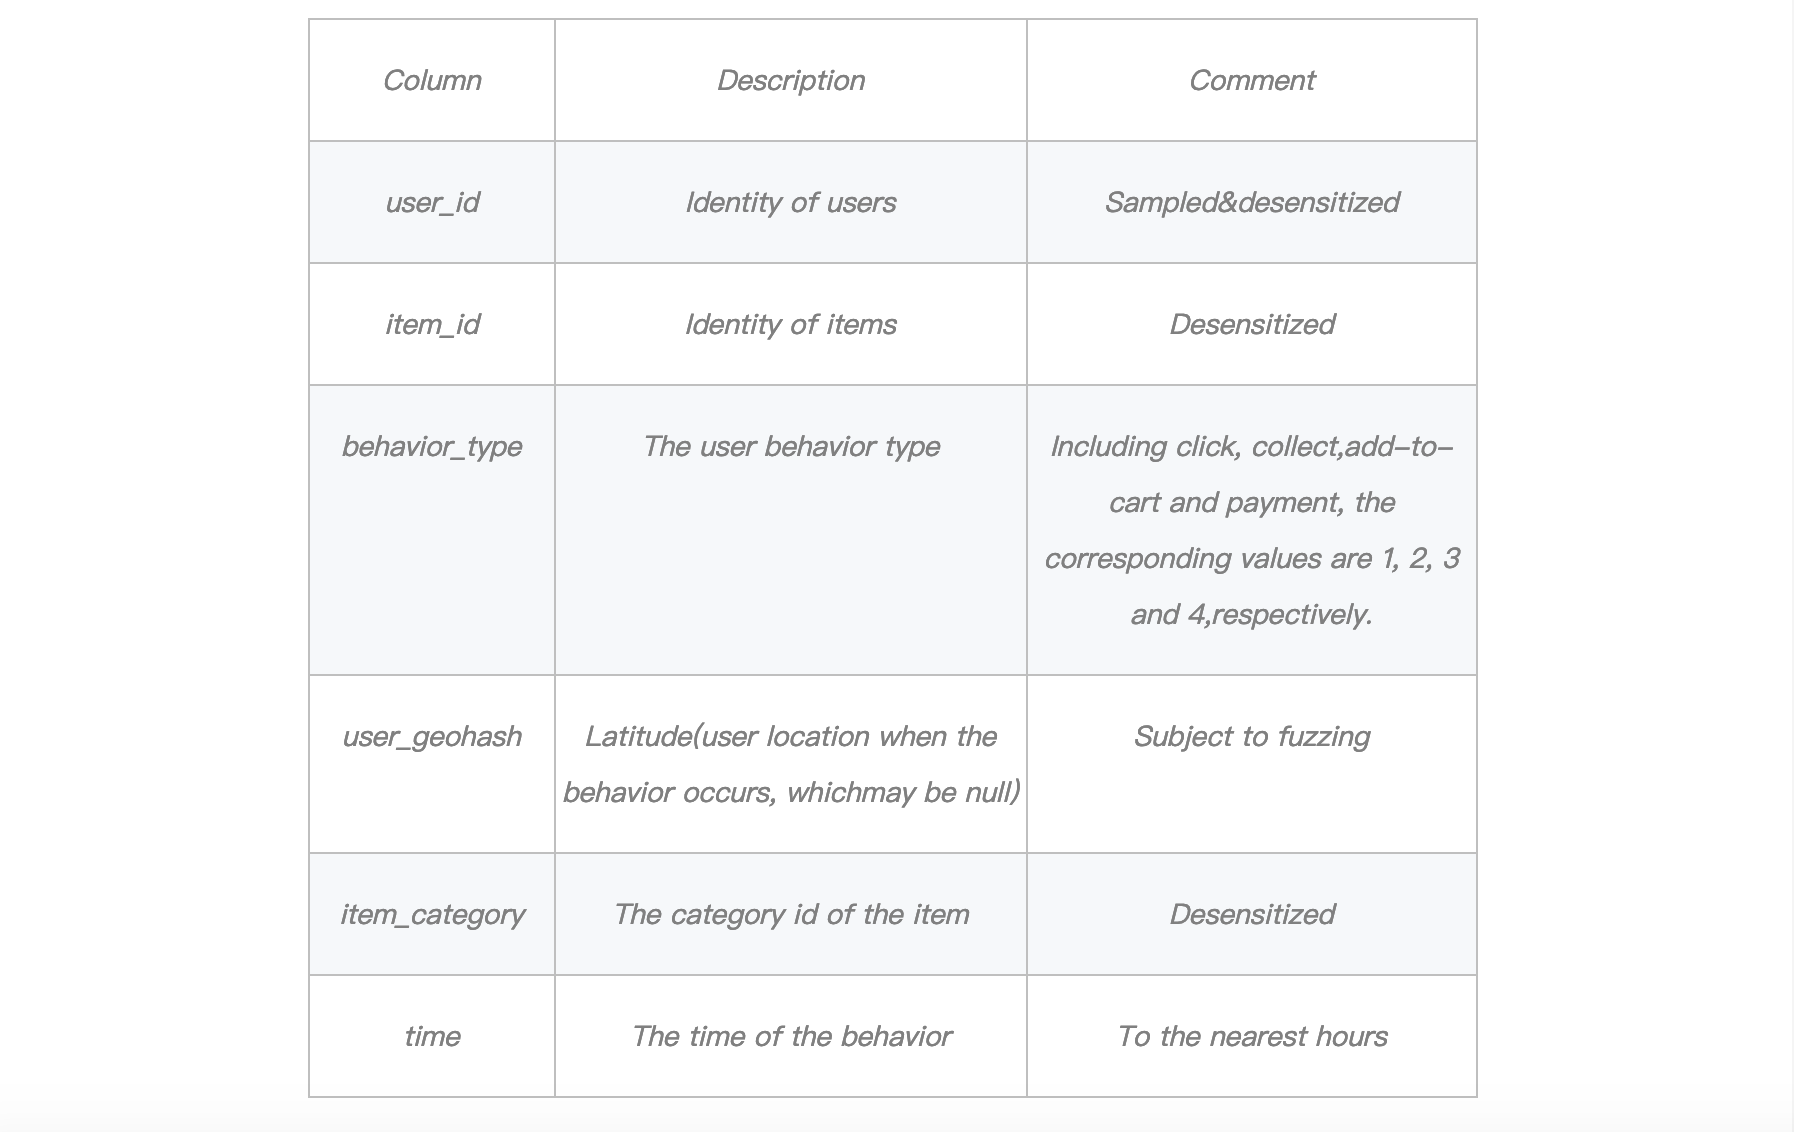 Column Description Comment
user_id Identity of users Sampled&desensitized
item_id Identity of items Desensitized
behavior_type The user behavior type Including click, collect,add–to–
cart and payment, the
corresponding values are 1, 2, 3
and 4,respectively.
user_geohash Latitude(user location when the Subject to fuzzing
behavior occurs, whichmay be null)
item_category The category id of the item Desensitized
time The time of the behavior To the nearest hours